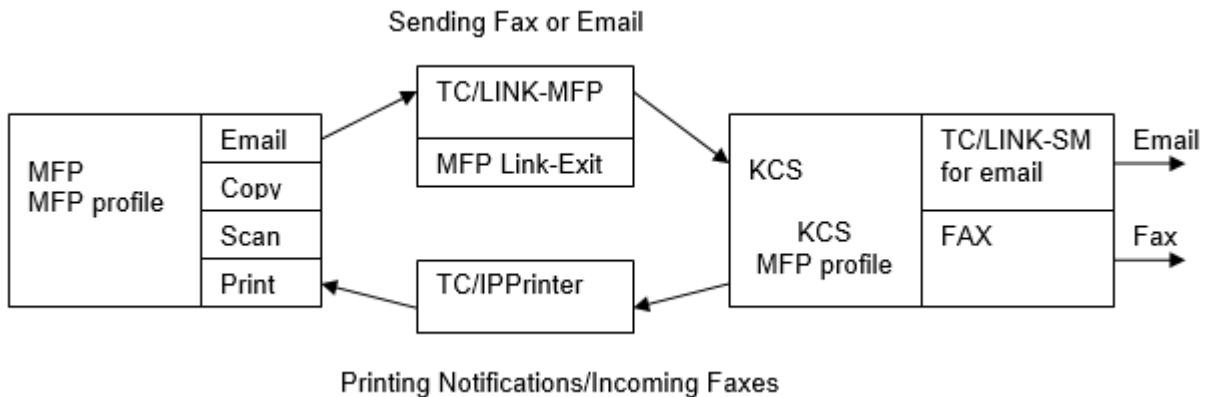 Sending Fax or Email
TC/LINK-MFP
MFP Link-Exit
MFP
MFP profile
Email
Copy
Scan
Print
TC/IPPrinter
KCS
KCS
MFP profile
TC/LINK-SM
for email
FAX
Email
Fax
Printing Notifications/Incoming Faxes